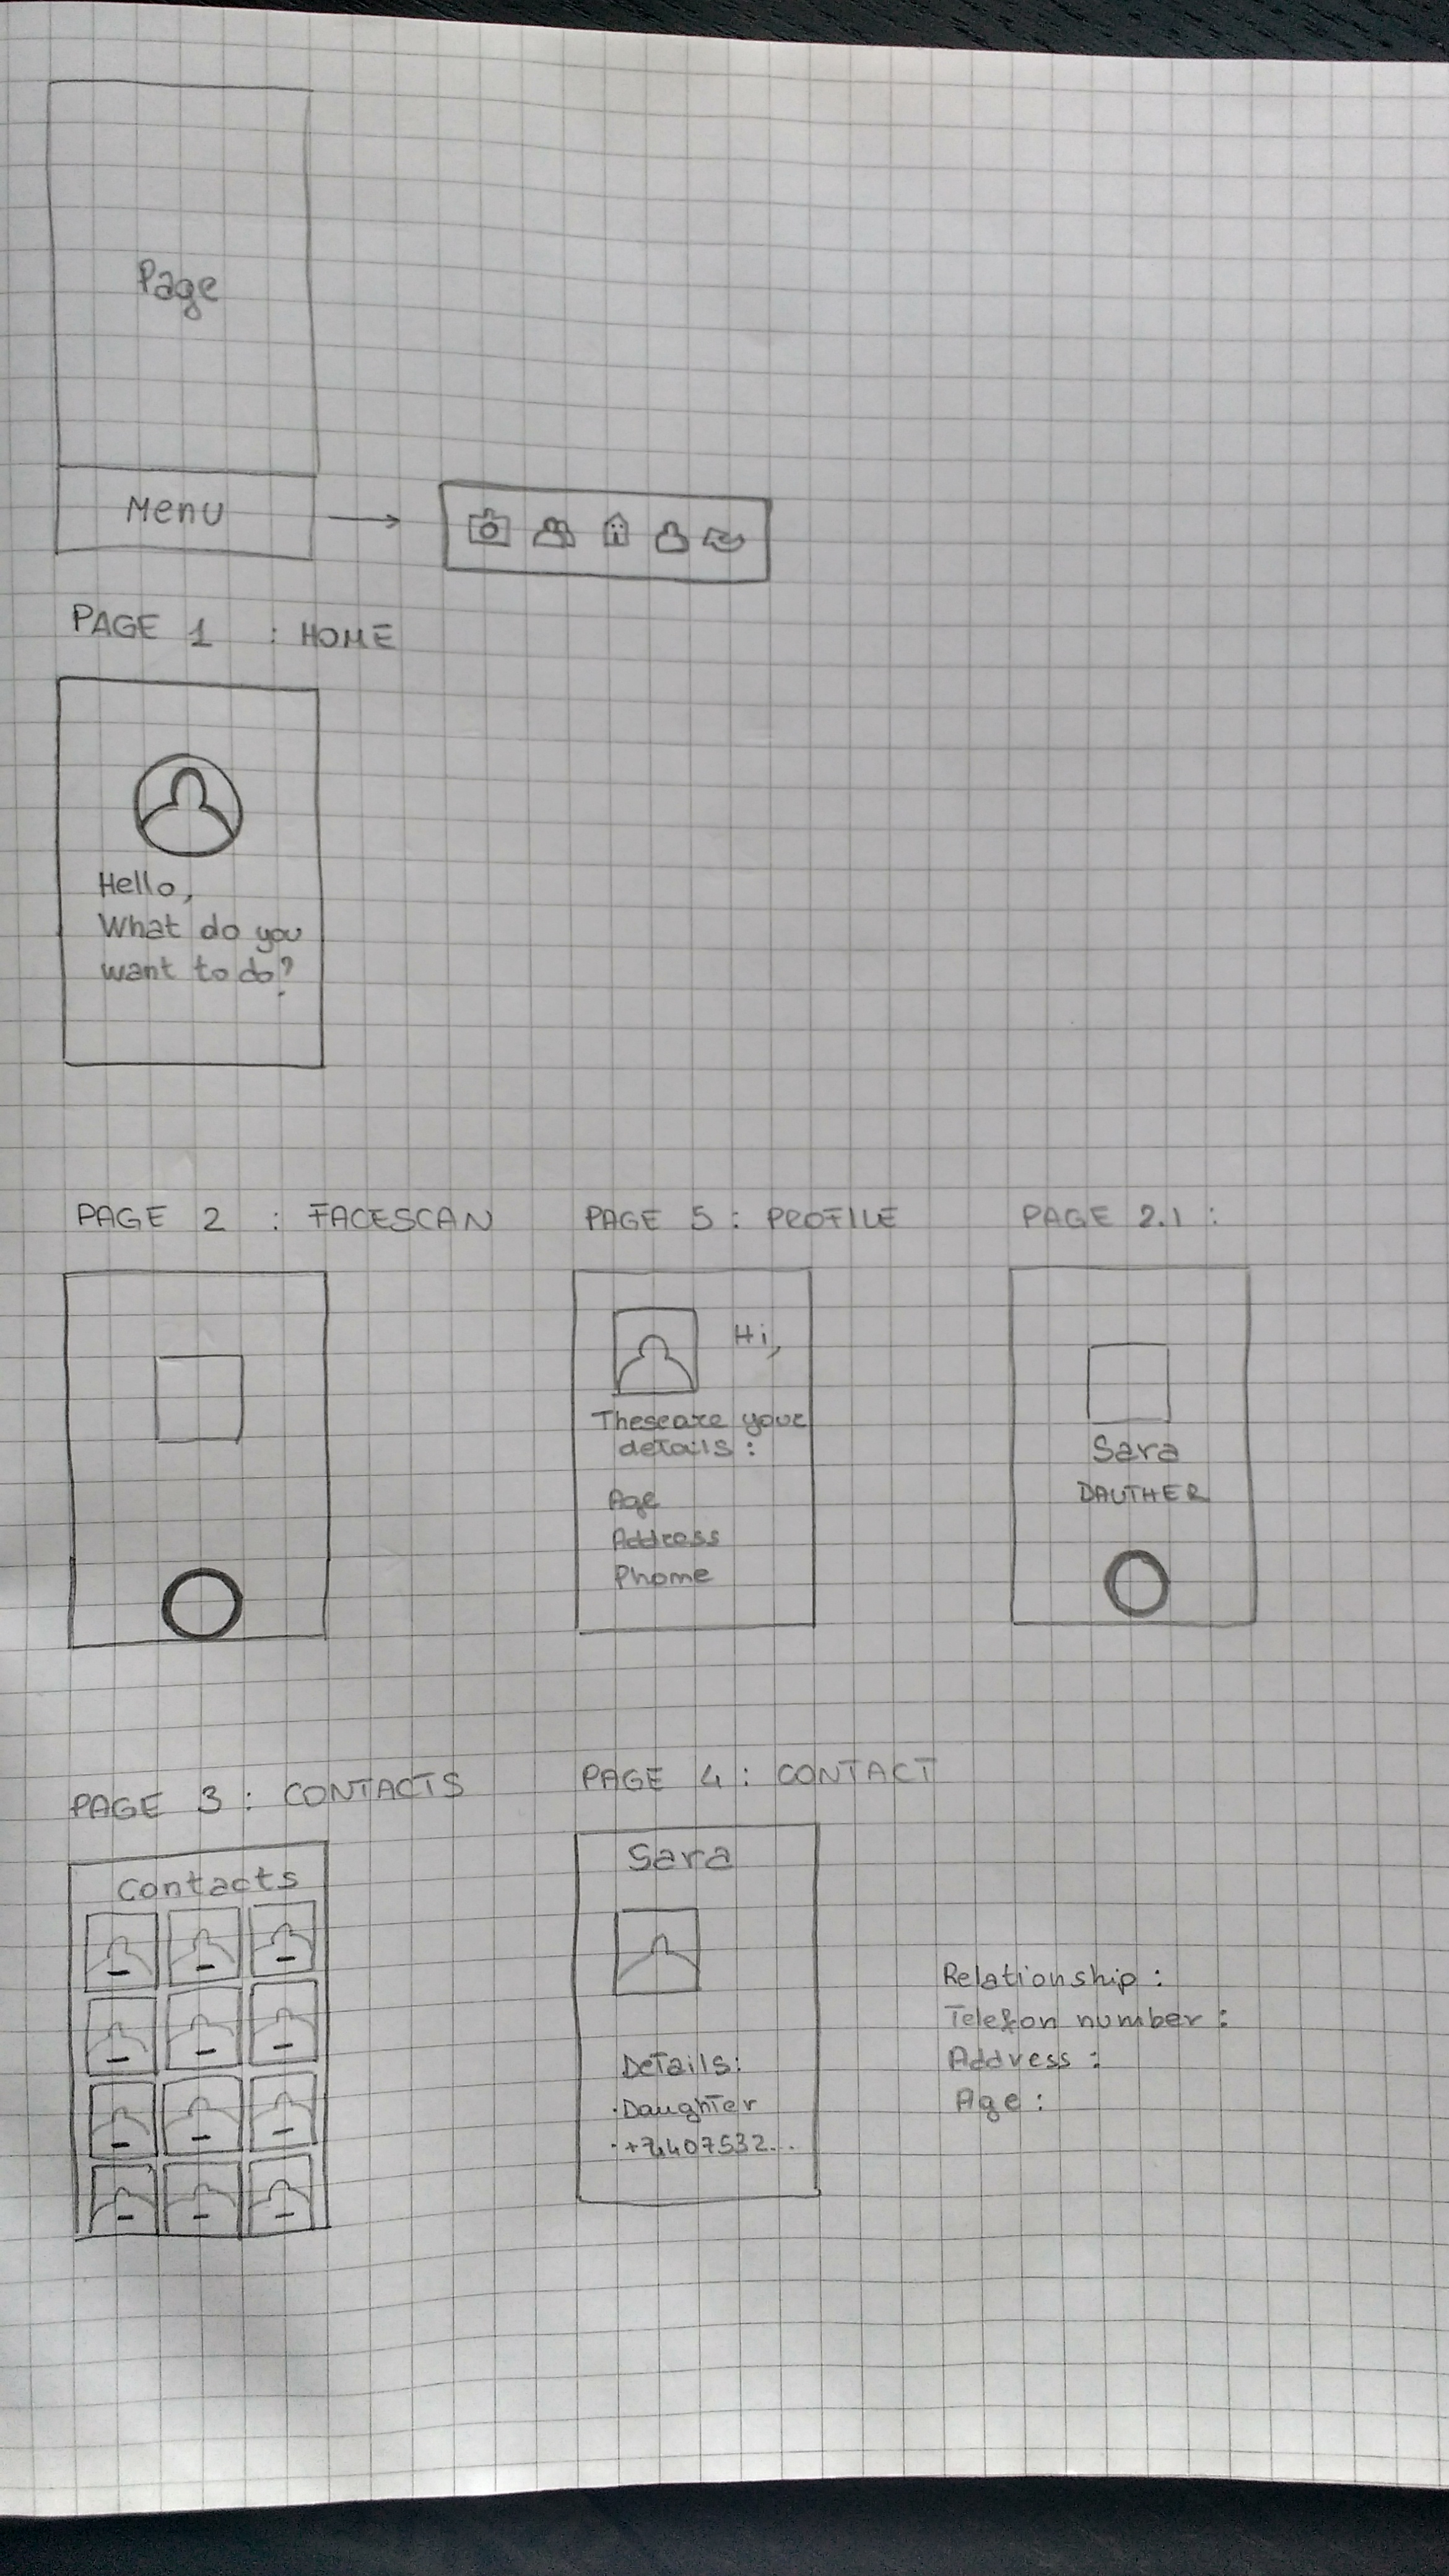 Page
Menu
PAGE 1 : HOME
Hello,
What do you
want to do?
PAGE 2 : FACESCAN
PAGE 5 : PROFILE
Hi,
These are your
details :
Age
Address
Phome
PAGE 2.1 :
Sara
DAUTHER
PAGE 3 : CONTACTS
Contacts
PAGE 4 : CONTACT
Sara
Details:
·Daughter
Relationship :
Telefon number :
Address :
Age :